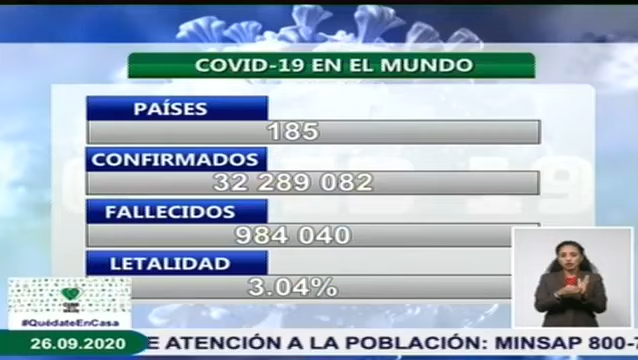 COVID-19 EN EL MUNDO
PAÍSES
185
CONFIRMADOS
32 289 082
FALLECIDOS
984 040
LETALIDAD
3.04%
#QuédateEnCasa
26.09.2020
E ATENCIÓN A LA POBLACIÓN: MINSAP 800-